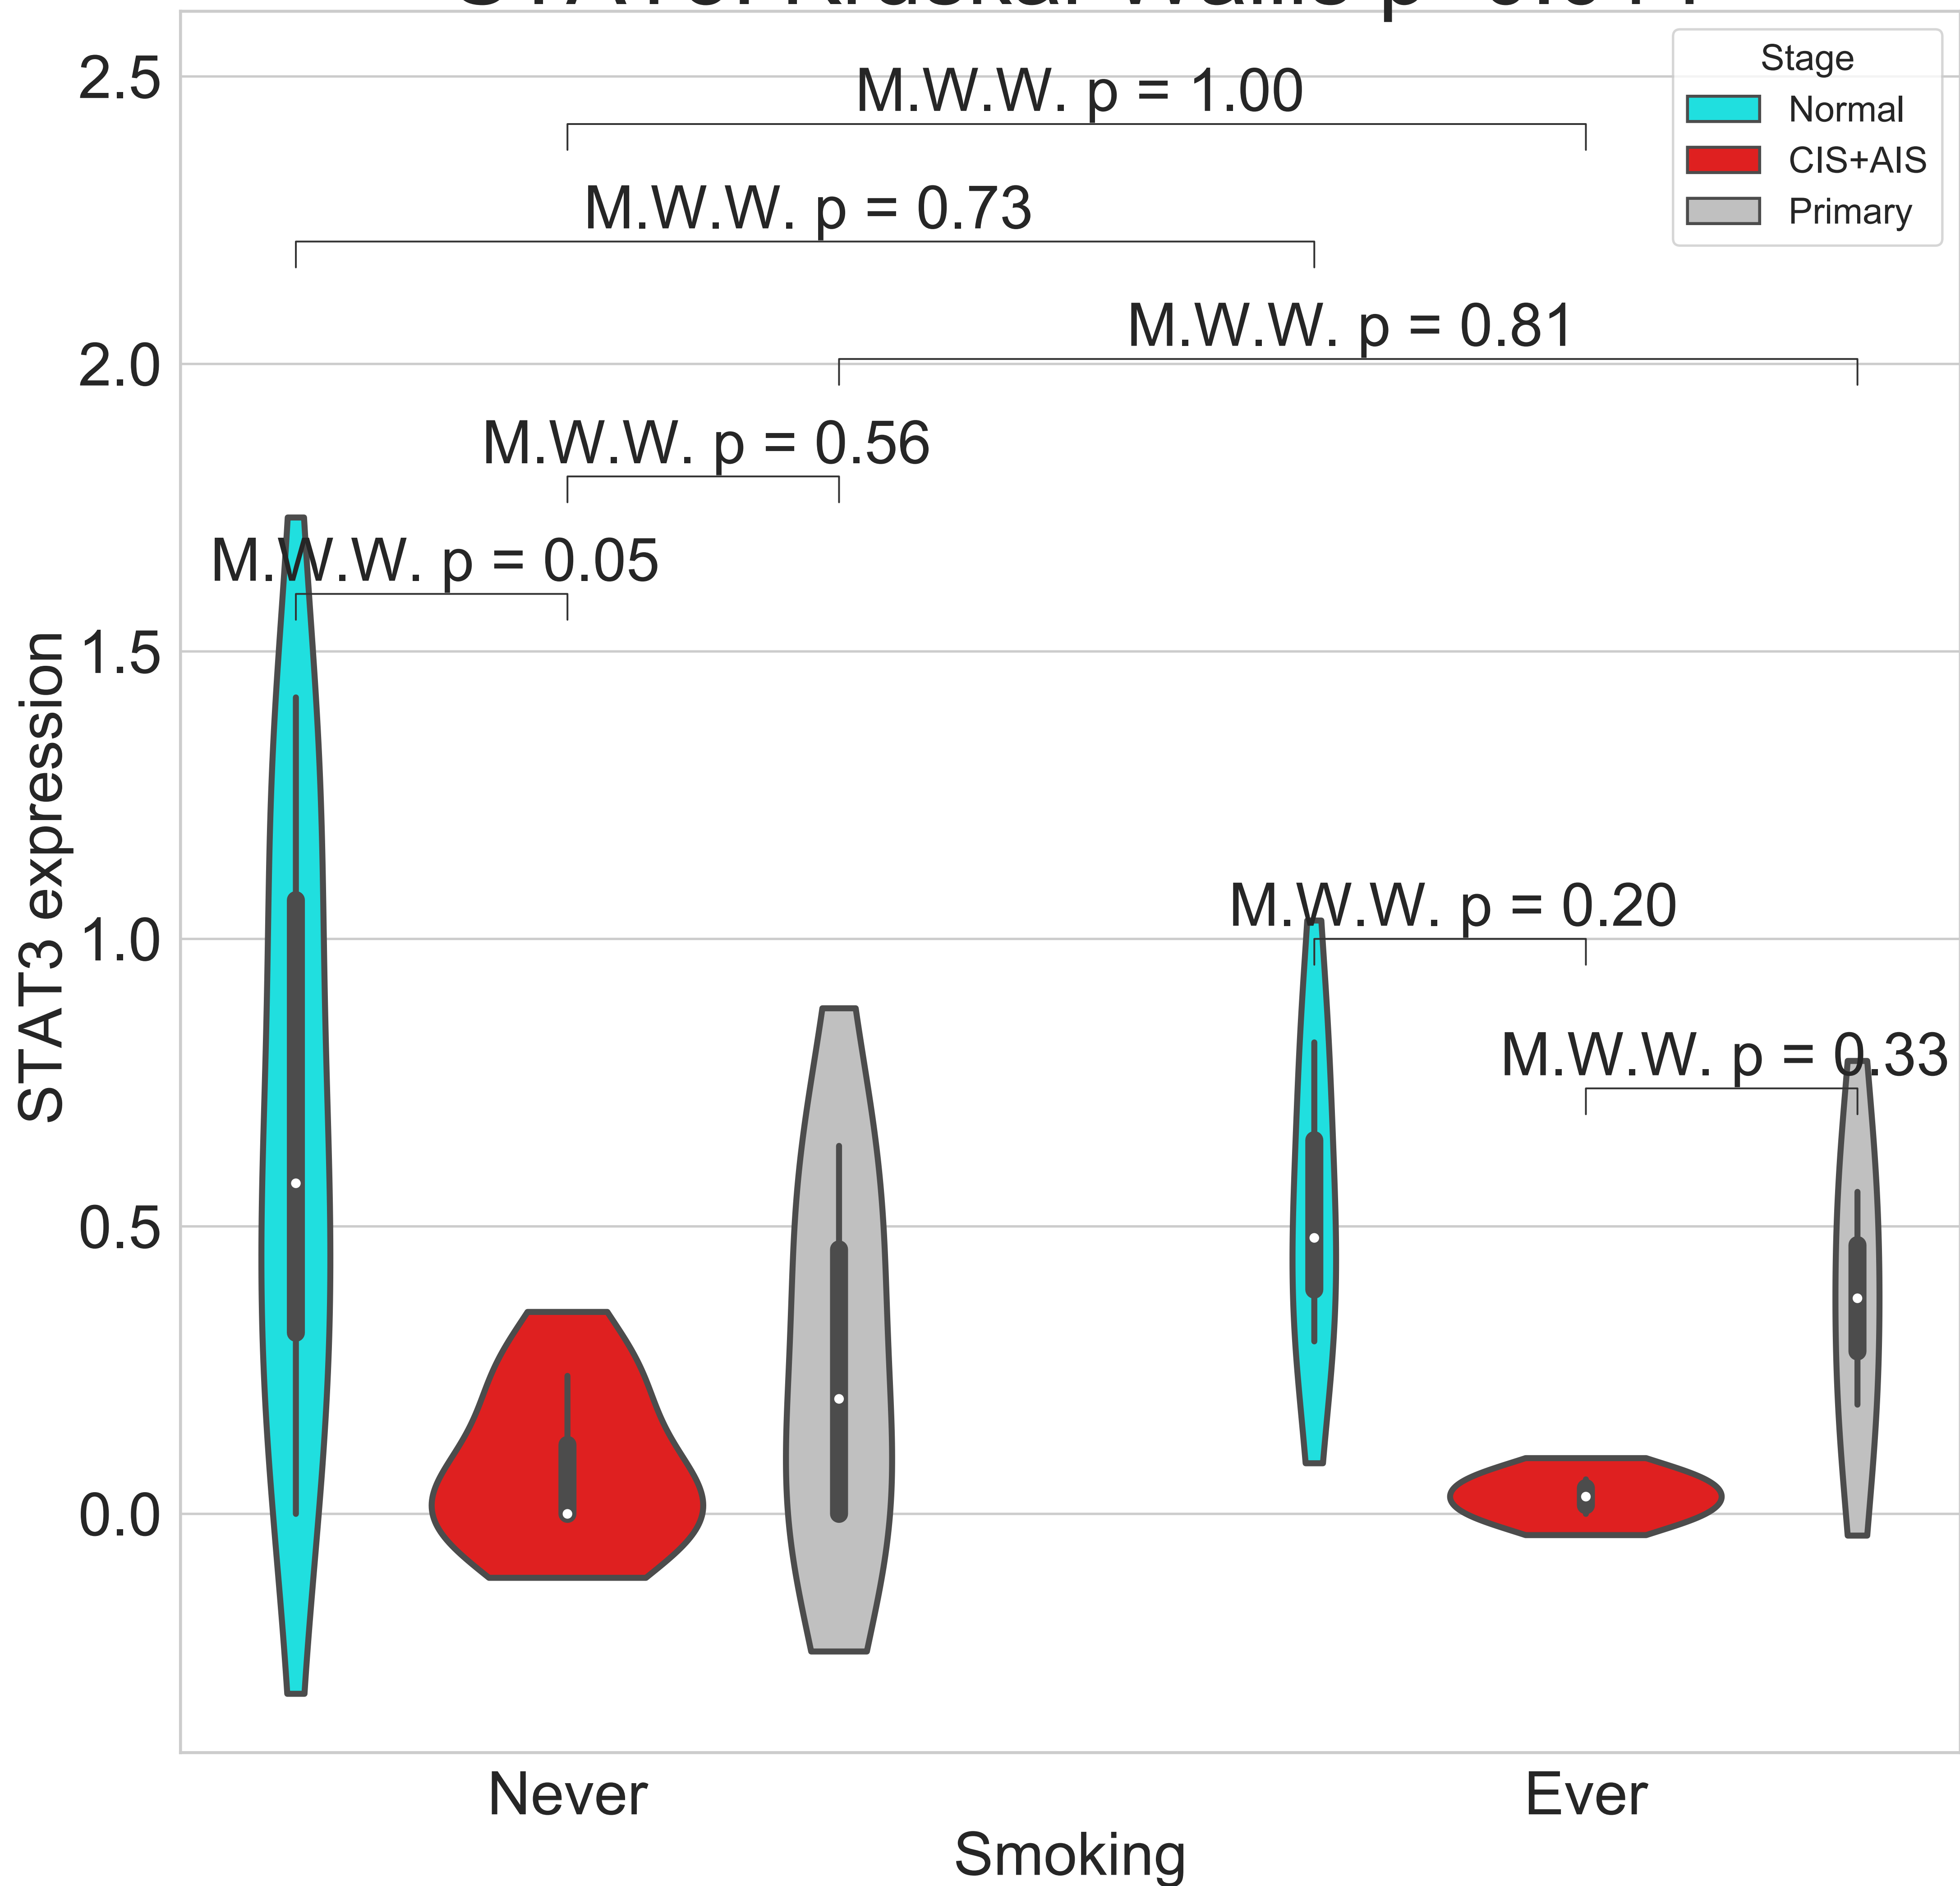 2.5
2.0
1.5
1.0
0.5
0.0
STAT3 expression
M.W.W. p = 1.00
M.W.W. p = 0.73
M.W.W. p = 0.81
M.W.W. p = 0.56
M.W.W. p = 0.05
M.W.W. p = 0.20
M.W.W. p = 0.33
Stage
Normal
CIS+AIS
Primary
Never
Ever
Smoking